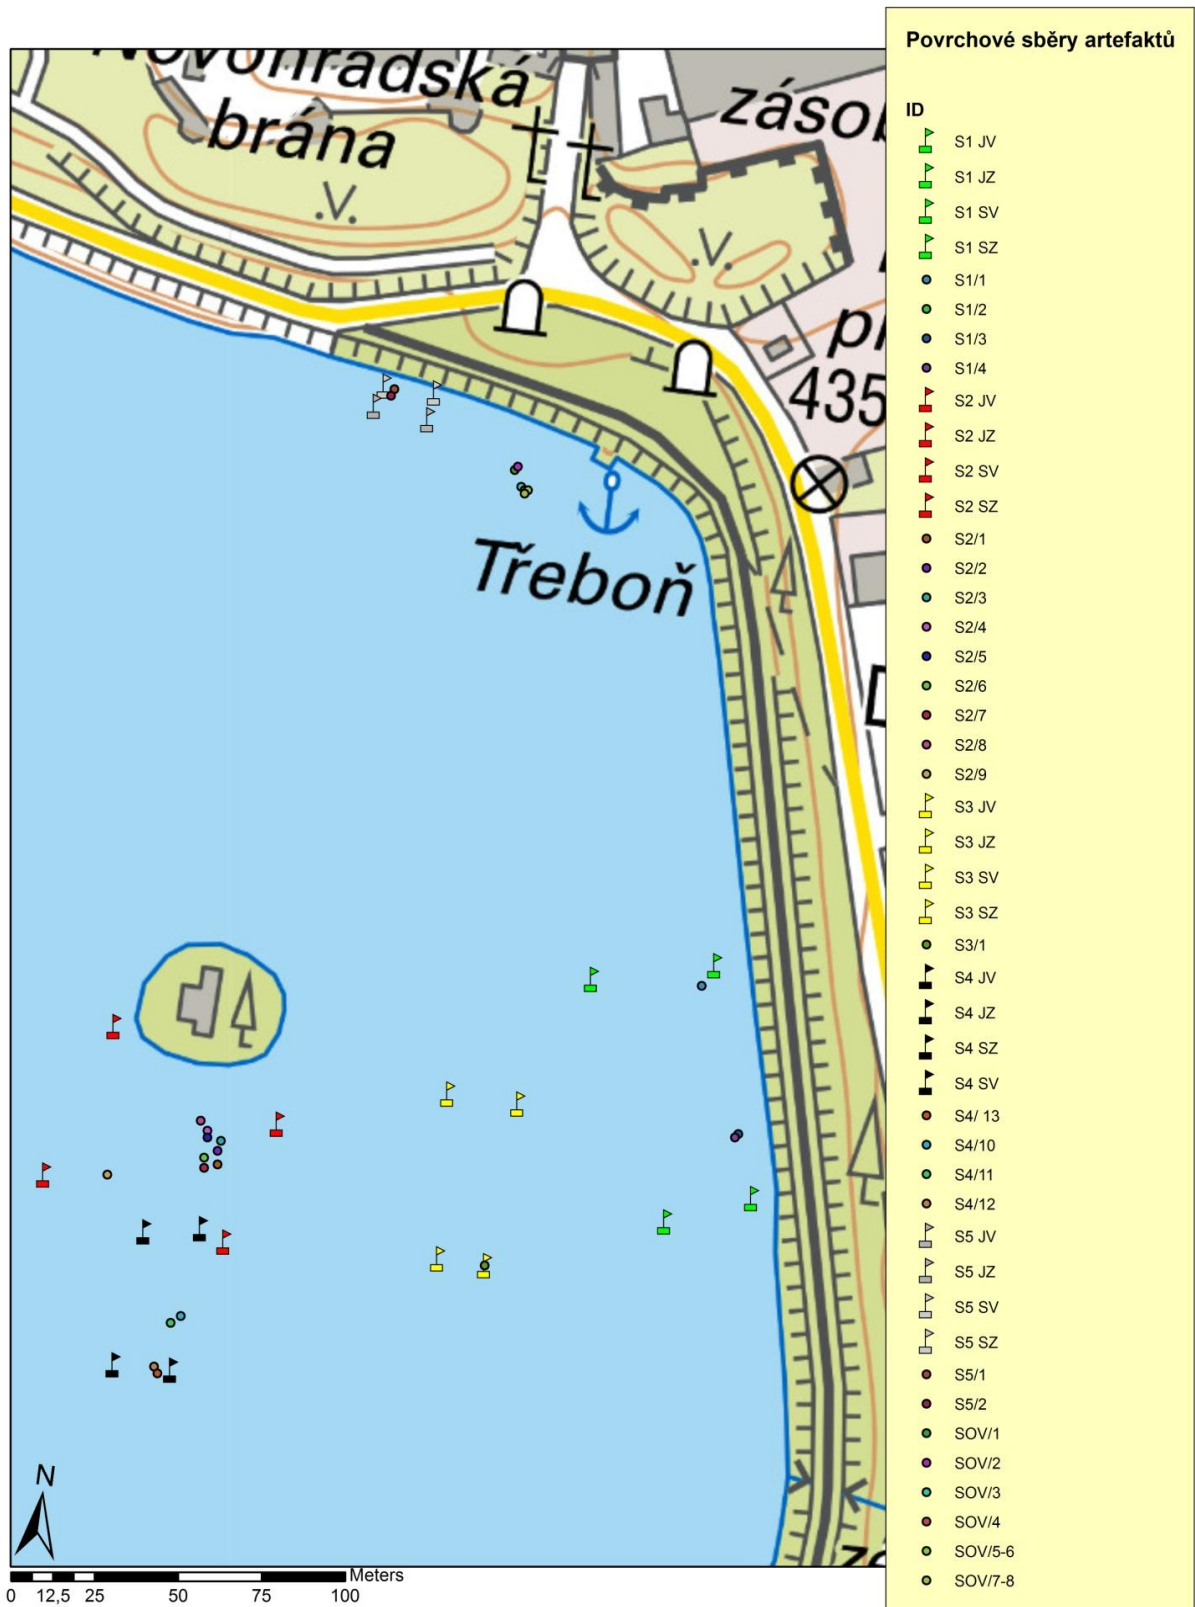 Novohradská
brána
zásob
435
Třeboň
N
Meters
0 12,5 25 50 75 100
Povrchové sběry artefaktů
ID
S1 JV
S1 JZ
S1 SV
S1 SZ
S1/1
S1/2
S1/3
S1/4
S2 JV
S2 JZ
S2 SV
S2 SZ
S2/1
S2/2
S2/3
S2/4
S2/5
S2/6
S2/7
S2/8
S2/9
S3 JV
S3 JZ
S3 SV
S3 SZ
S3/1
S4 JV
S4 JZ
S4 SZ
S4 SV
S4/ 13
S4/10
S4/11
S4/12
S5 JV
S5 JZ
S5 SV
S5 SZ
S5/1
S5/2
SOV/1
SOV/2
SOV/3
SOV/4
SOV/5-6
SOV/7-8